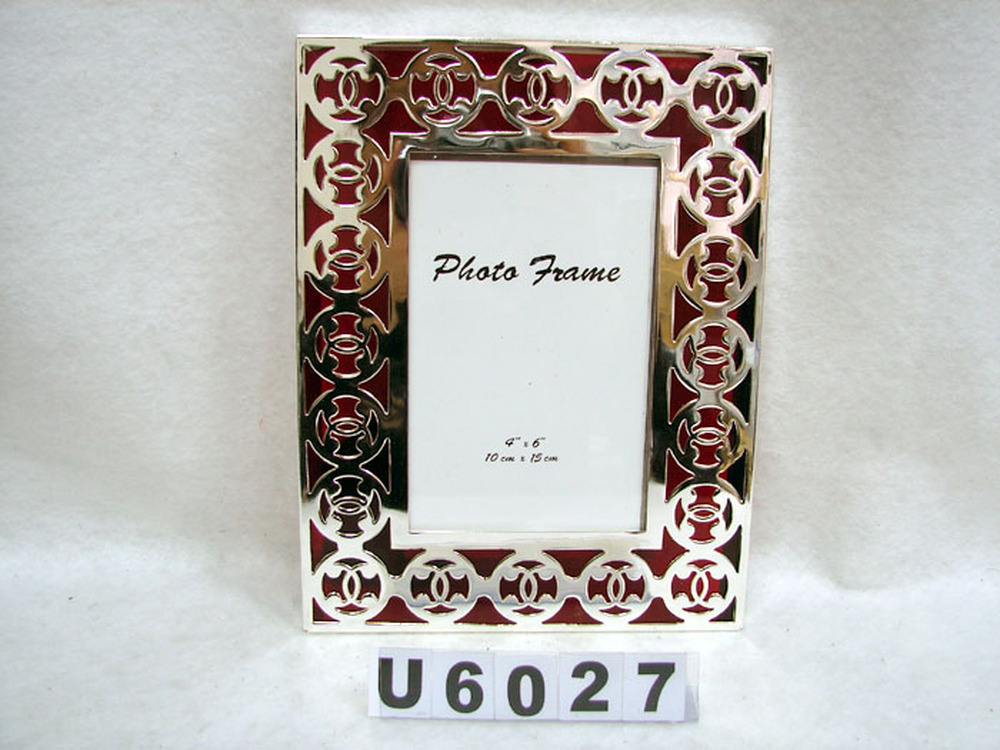 Photo Frame
4" x 6"
10 cm x 15 cm
U6027